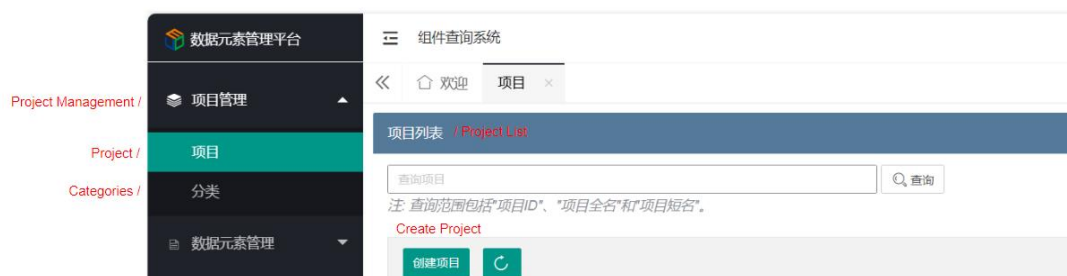 数据元素管理平台
组件查询系统
欢迎
项目
Project Management /
项目管理
项目列表 / Project List
Project /
项目
Categories /
分类
查询项目
查询
注: 查询范围包括"项目ID"、"项目全名"和"项目短名"。
Create Project
数据元素管理
创建项目